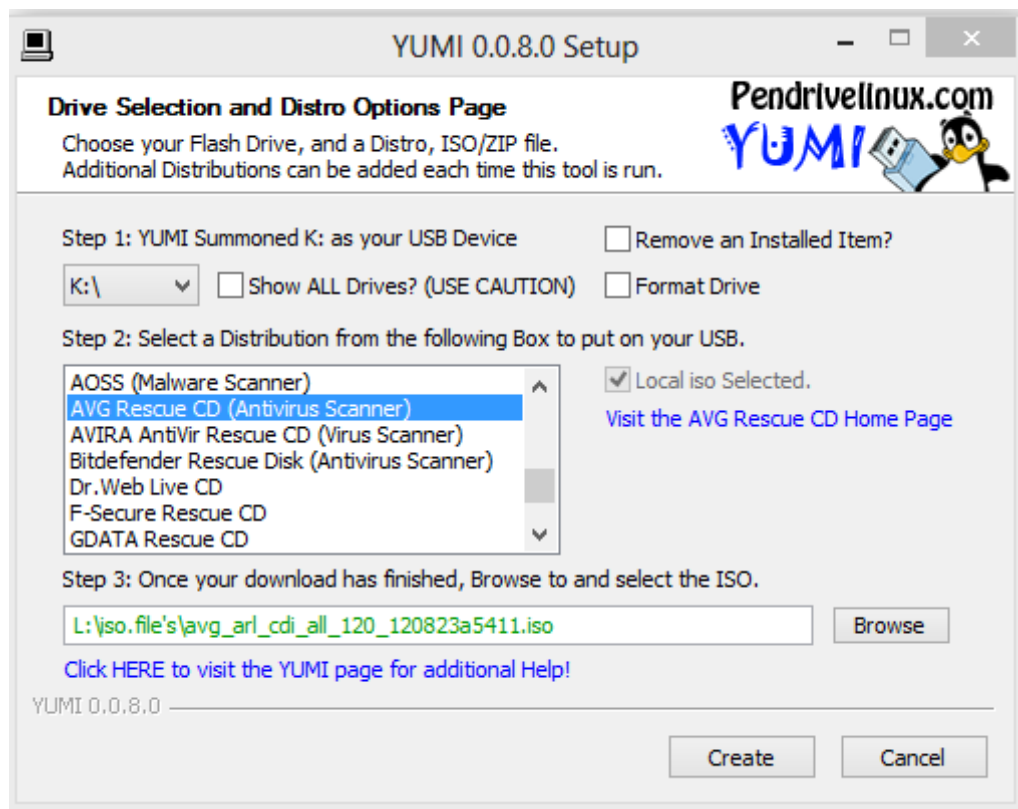 YUMI 0.0.8.0 Setup
Drive Selection and Distro Options Page
Choose your Flash Drive, and a Distro, ISO/ZIP file.
Additional Distributions can be added each time this tool is run.
Pendrivelinux.com
YUMI
Step 1: YUMI Summoned K: as your USB Device
Remove an Installed Item?
K:\
Show ALL Drives? (USE CAUTION)
Format Drive
Step 2: Select a Distribution from the following Box to put on your USB.
AOSS (Malware Scanner)
AVG Rescue CD (Antivirus Scanner)
AVIRA AntiVir Rescue CD (Virus Scanner)
Bitdefender Rescue Disk (Antivirus Scanner)
Dr.Web Live CD
F-Secure Rescue CD
GDATA Rescue CD
Local iso Selected.
Visit the AVG Rescue CD Home Page
Step 3: Once your download has finished, Browse to and select the ISO.
L:\iso.file's\avg_arl_cdi_all_120_120823a5411.iso
Browse
Click HERE to visit the YUMI page for additional Help!
YUMI 0.0.8.0
Create
Cancel